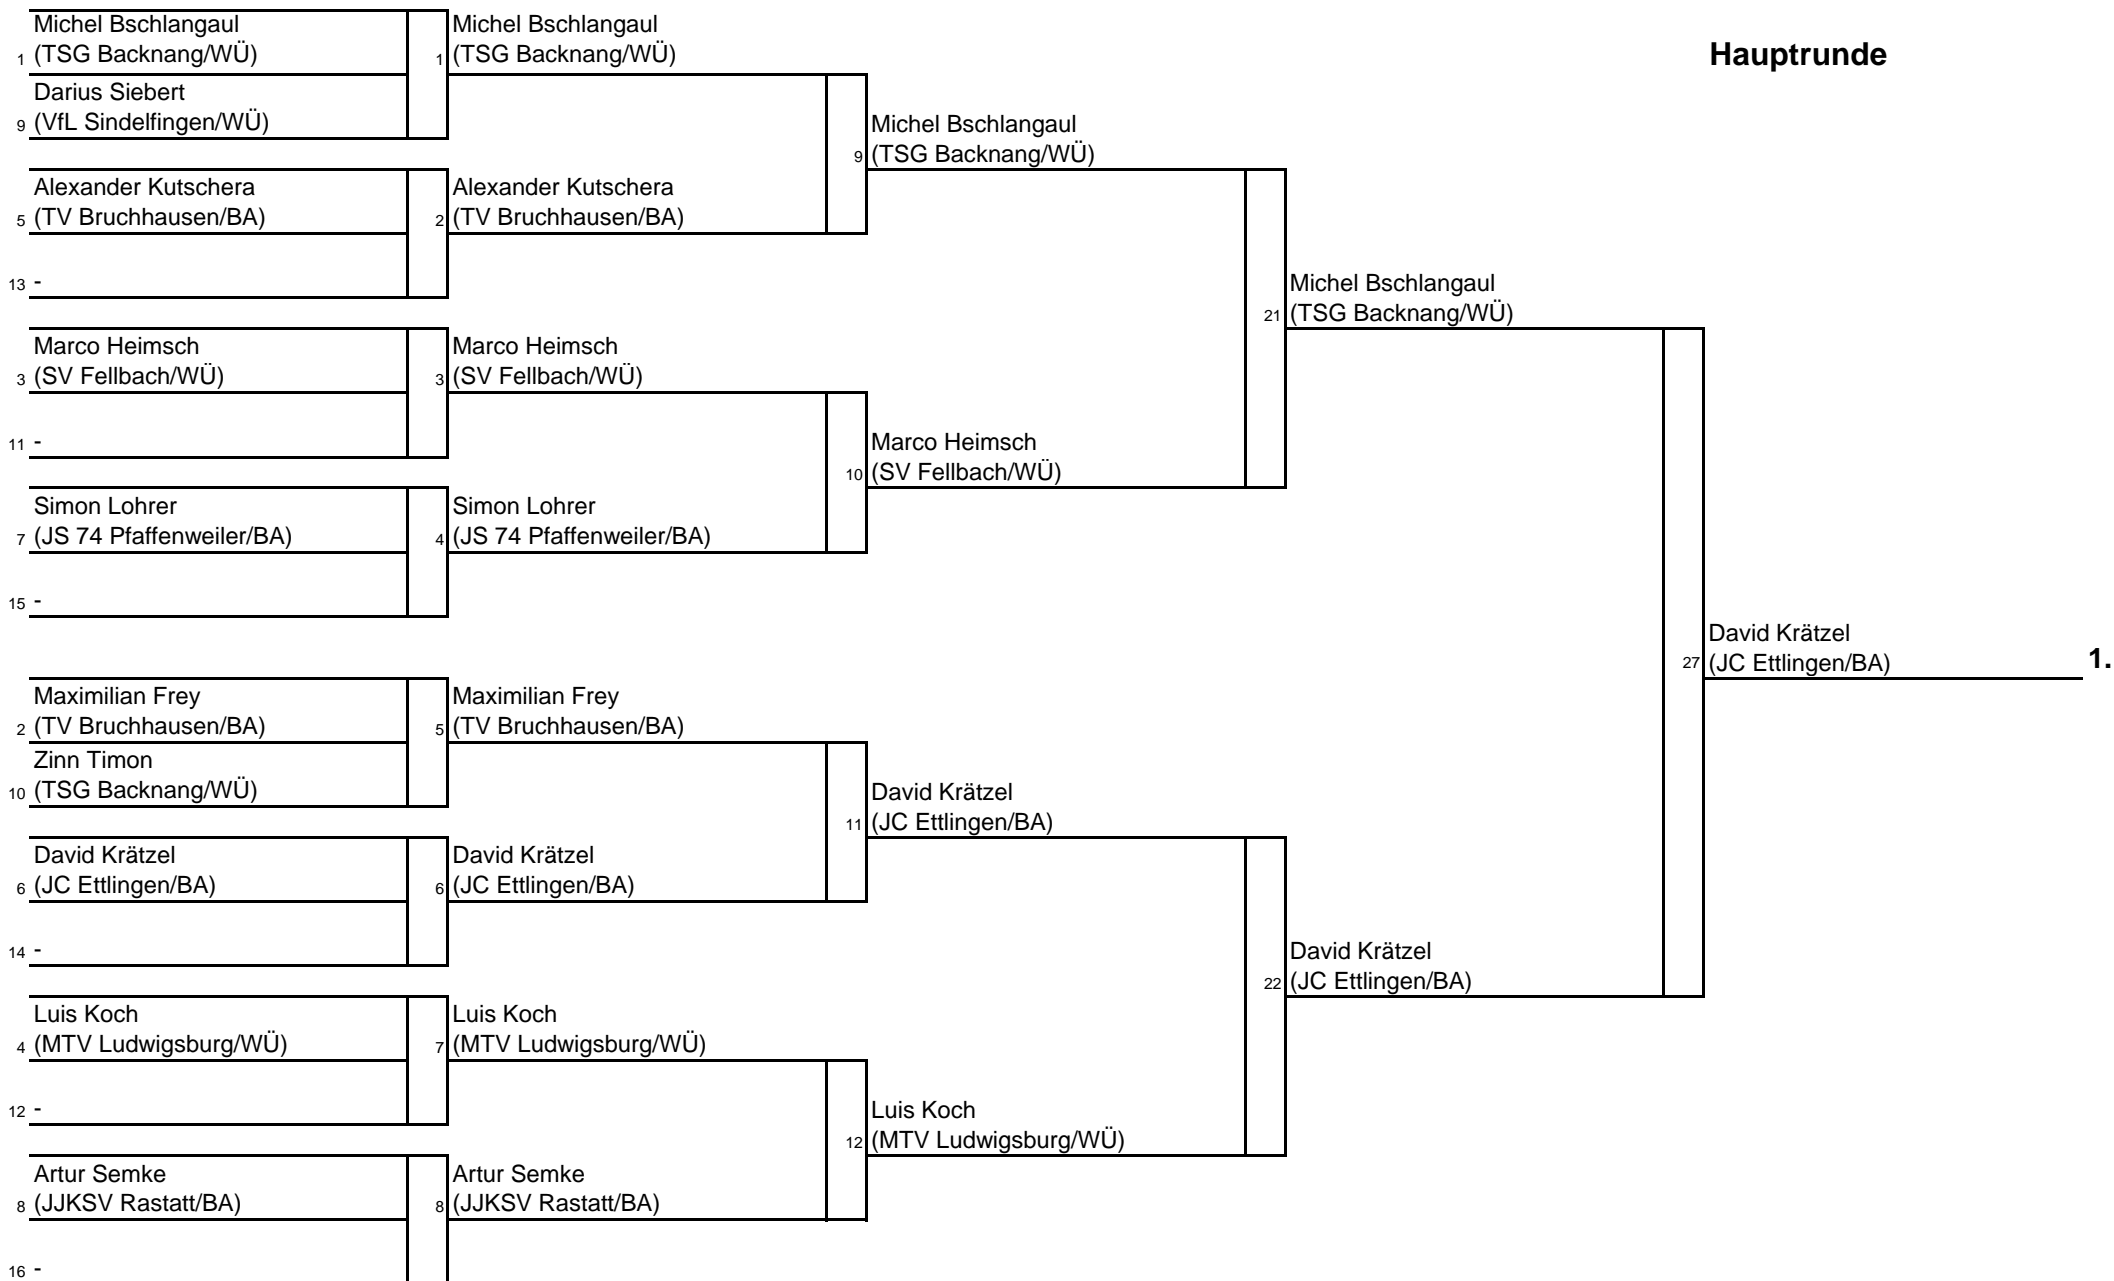 Hauptrunde
Michel Bschlangaul
1 (TSG Backnang/WÜ)
Darius Siebert
9 (VfL Sindelfingen/WÜ)
Alexander Kutschera
5 (TV Bruchhausen/BA)
13 -
Marco Heimsch
3 (SV Fellbach/WÜ)
11 -
Simon Lohrer
7 (JS 74 Pfaffenweiler/BA)
15 -
Maximilian Frey
2 (TV Bruchhausen/BA)
Zinn Timon
10 (TSG Backnang/WÜ)
David Krätzel
6 (JC Ettlingen/BA)
14 -
Luis Koch
4 (MTV Ludwigsburg/WÜ)
12 -
Artur Semke
8 (JJKSV Rastatt/BA)
16 -
Michel Bschlangaul
1 (TSG Backnang/WÜ)
Alexander Kutschera
2 (TV Bruchhausen/BA)
Marco Heimsch
3 (SV Fellbach/WÜ)
Simon Lohrer
4 (JS 74 Pfaffenweiler/BA)
Maximilian Frey
5 (TV Bruchhausen/BA)
David Krätzel
6 (JC Ettlingen/BA)
Luis Koch
7 (MTV Ludwigsburg/WÜ)
Artur Semke
8 (JJKSV Rastatt/BA)
Michel Bschlangaul
9 (TSG Backnang/WÜ)
Marco Heimsch
10 (SV Fellbach/WÜ)
David Krätzel
11 (JC Ettlingen/BA)
Luis Koch
12 (MTV Ludwigsburg/WÜ)
Michel Bschlangaul
21 (TSG Backnang/WÜ)
David Krätzel
22 (JC Ettlingen/BA)
David Krätzel
27 (JC Ettlingen/BA) 1.